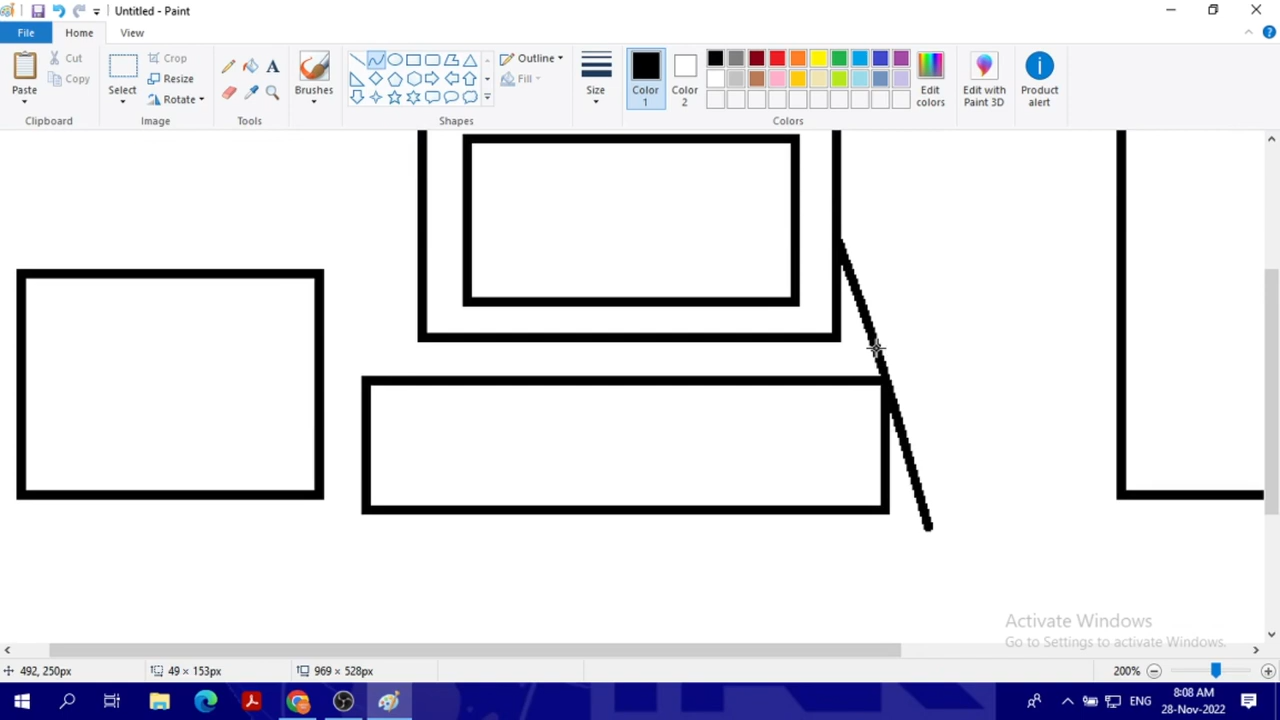 Untitled - Paint
File Home View
Paste
Cut
Copy
Clipboard
Select
Crop
Resize
Rotate
Image
Tools
Brushes
Shapes
Outline
Fill
Size
Color 1
Color 2
Colors
Edit colors
Edit with Paint 3D
Product alert
Activate Windows
Go to Settings to activate Windows.
492, 250px 49 × 153px 969 × 528px 200%
ENG
8:08 AM
28-Nov-2022